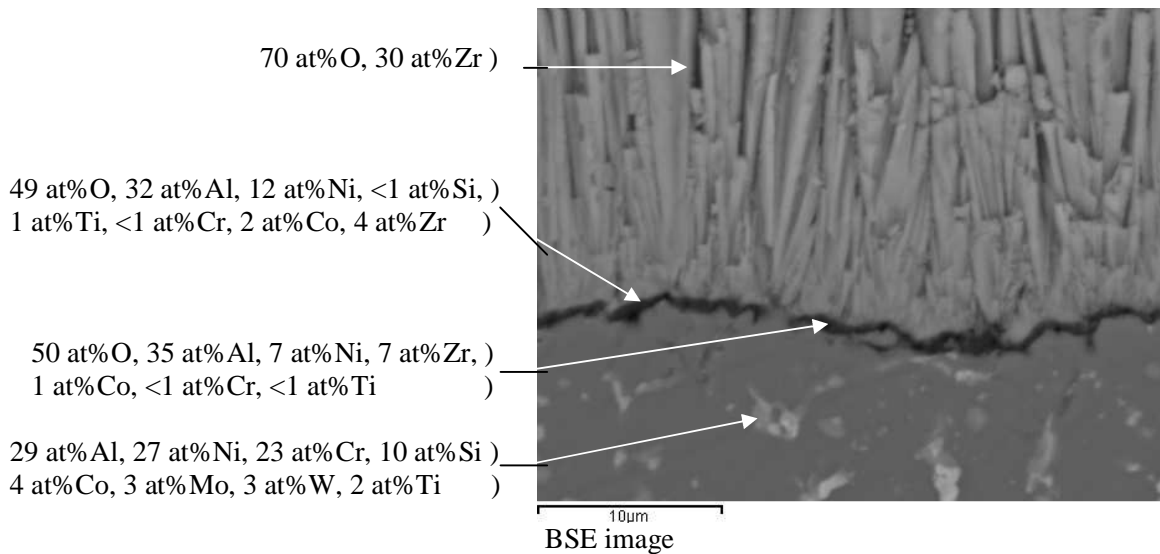 70 at%O, 30 at%Zr )
49 at%O, 32 at%Al, 12 at%Ni, <1 at%Si, )
1 at%Ti, <1 at%Cr, 2 at%Co, 4 at%Zr )
50 at%O, 35 at%Al, 7 at%Ni, 7 at%Zr, )
1 at%Co, <1 at%Cr, <1 at%Ti )
29 at%Al, 27 at%Ni, 23 at%Cr, 10 at%Si )
4 at%Co, 3 at%Mo, 3 at%W, 2 at%Ti )
10µm
BSE image